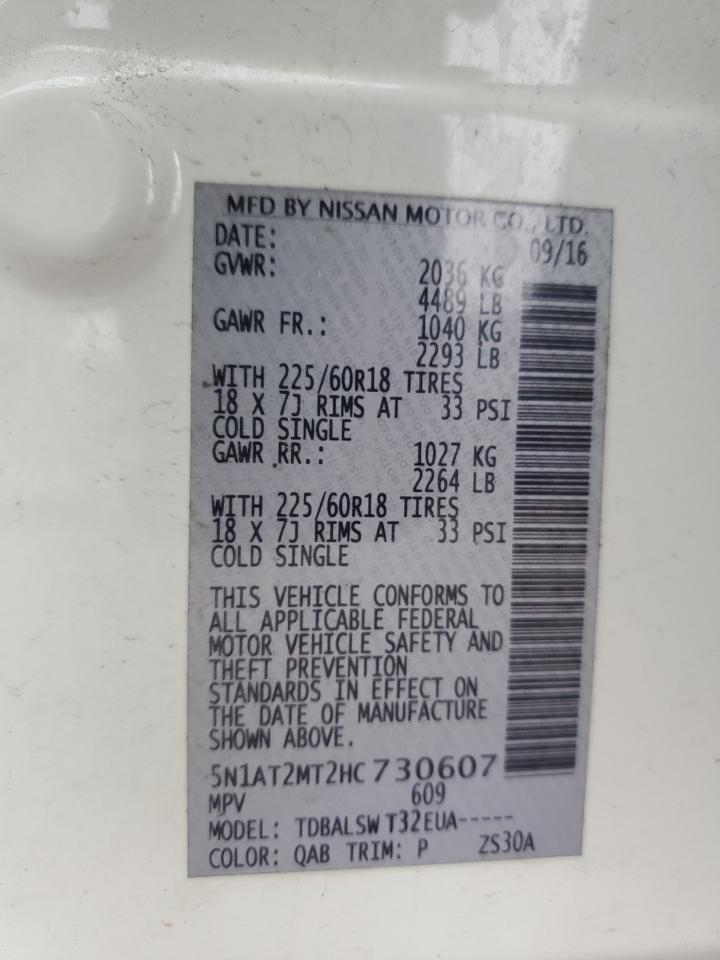 MFD BY NISSAN MOTOR CO., LTD.
DATE: 09/16
GVWR: 2036 KG
4489 LB
GAWR FR.: 1040 KG
2293 LB
WITH 225/60R18 TIRES
18 X 7J RIMS AT 33 PSI
COLD SINGLE
GAWR RR.: 1027 KG
2264 LB
WITH 225/60R18 TIRES
18 X 7J RIMS AT 33 PSI
COLD SINGLE
THIS VEHICLE CONFORMS TO
ALL APPLICABLE FEDERAL
MOTOR VEHICLE SAFETY AND
THEFT PREVENTION
STANDARDS IN EFFECT ON
THE DATE OF MANUFACTURE
SHOWN ABOVE.
5N1AT2MT2HC730607
MPV 609
MODEL: TDBALSW T32EUA-----
COLOR: QAB TRIM: P ZS30A